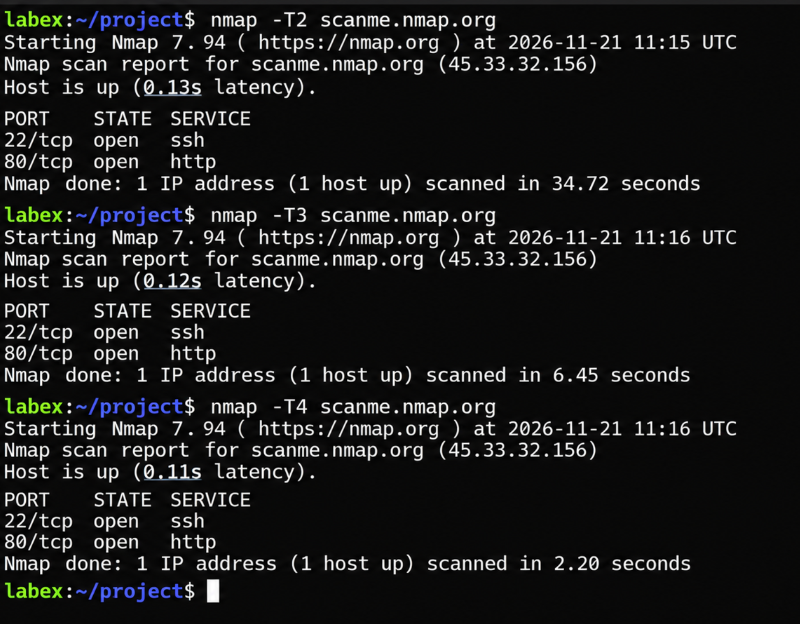 labex:~/project$ nmap -T2 scanme.nmap.org
Starting Nmap 7.94 ( https://nmap.org ) at 2026-11-21 11:15 UTC
Nmap scan report for scanme.nmap.org (45.33.32.156)
Host is up (0.13s latency).
PORT STATE SERVICE
22/tcp open ssh
80/tcp open http
Nmap done: 1 IP address (1 host up) scanned in 34.72 seconds
labex:~/project$ nmap -T3 scanme.nmap.org
Starting Nmap 7.94 ( https://nmap.org ) at 2026-11-21 11:16 UTC
Nmap scan report for scanme.nmap.org (45.33.32.156)
Host is up (0.12s latency).
PORT STATE SERVICE
22/tcp open ssh
80/tcp open http
Nmap done: 1 IP address (1 host up) scanned in 6.45 seconds
labex:~/project$ nmap -T4 scanme.nmap.org
Starting Nmap 7.94 ( https://nmap.org ) at 2026-11-21 11:16 UTC
Nmap scan report for scanme.nmap.org (45.33.32.156)
Host is up (0.11s latency).
PORT STATE SERVICE
22/tcp open ssh
80/tcp open http
Nmap done: 1 IP address (1 host up) scanned in 2.20 seconds
labex:~/project$